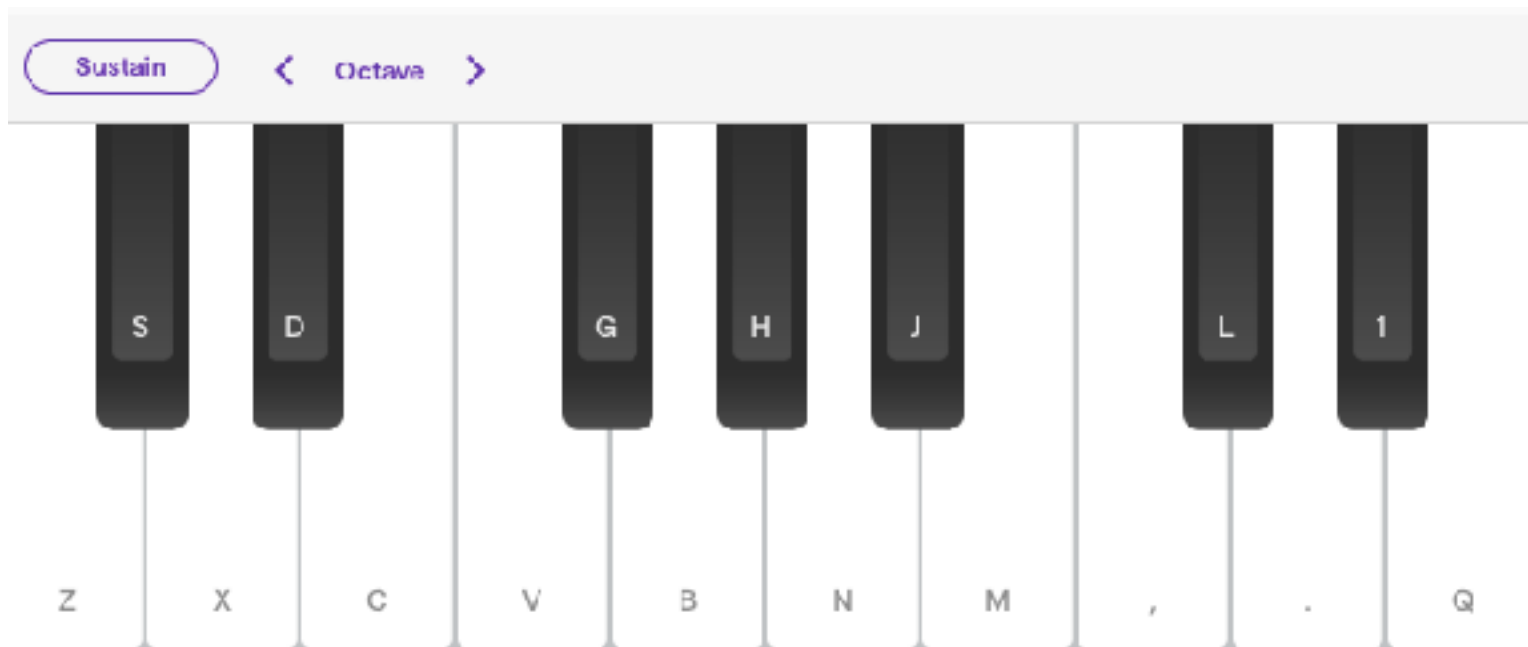 Sustain < Octave >
S D G H J L 1
Z X C V B N M , . Q